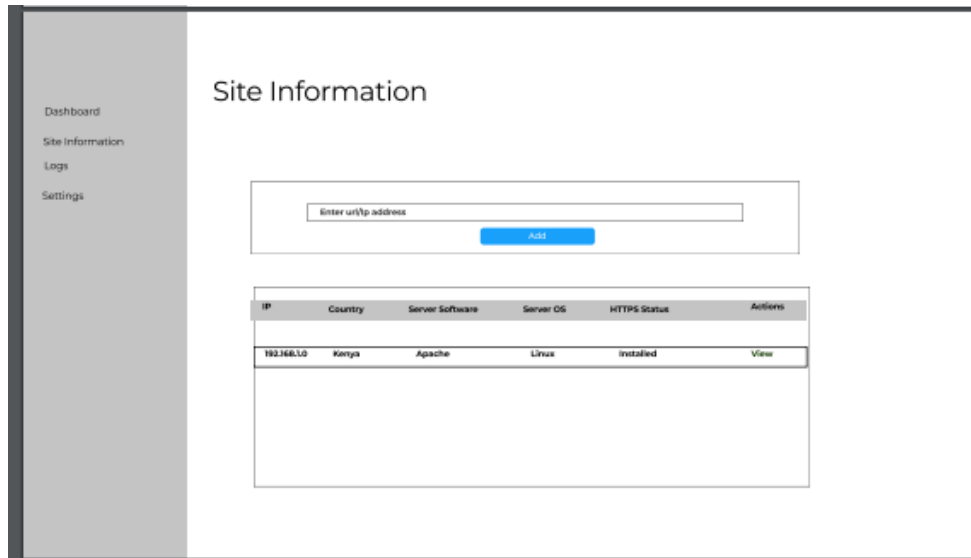 Site Information
Dashboard
Site Information
Logs
Settings
Enter url/Ip address
Add
IP Country Server Software Server OS HTTPS Status Actions
192.168.1.0 Kenya Apache Linux Installed View